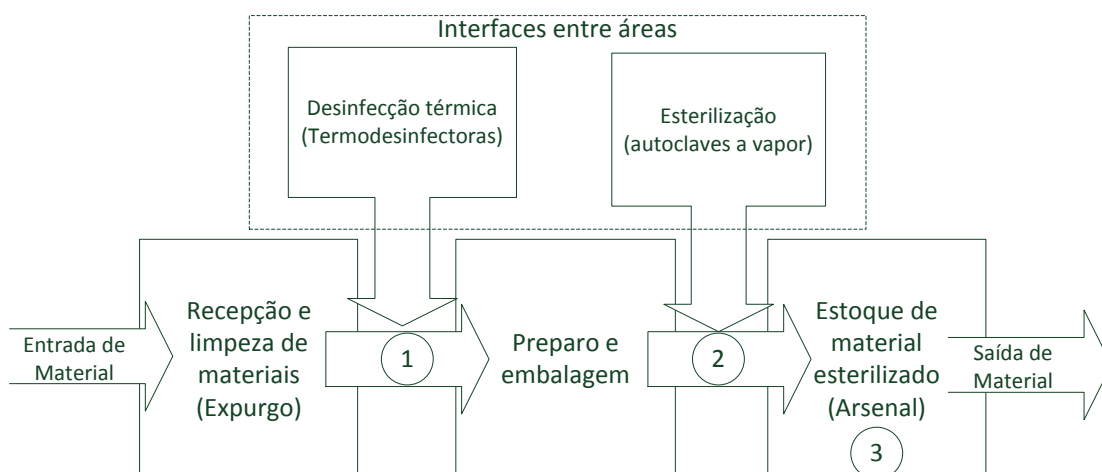 Interfaces entre áreas
Desinfecção térmica
(Termodesinfectoras)
Esterilização
(autoclaves a vapor)
Entrada de
Material
Recepção e
limpeza de
materiais
(Expurgo)
1
Preparo e
embalagem
2
Estoque de
material
esterilizado
(Arsenal)
3
Saída de
Material